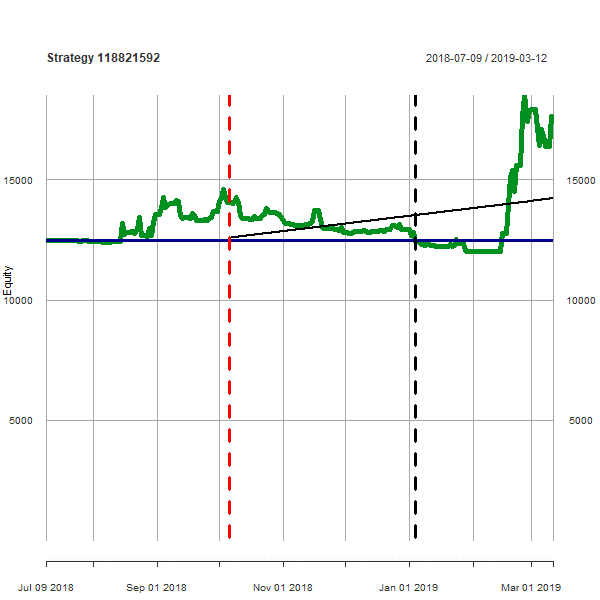 Strategy 118821592
2018-07-09 / 2019-03-12
15000
15000
10000
10000
5000
5000
Equity
Jul 09 2018
Sep 01 2018
Nov 01 2018
Jan 01 2019
Mar 01 2019